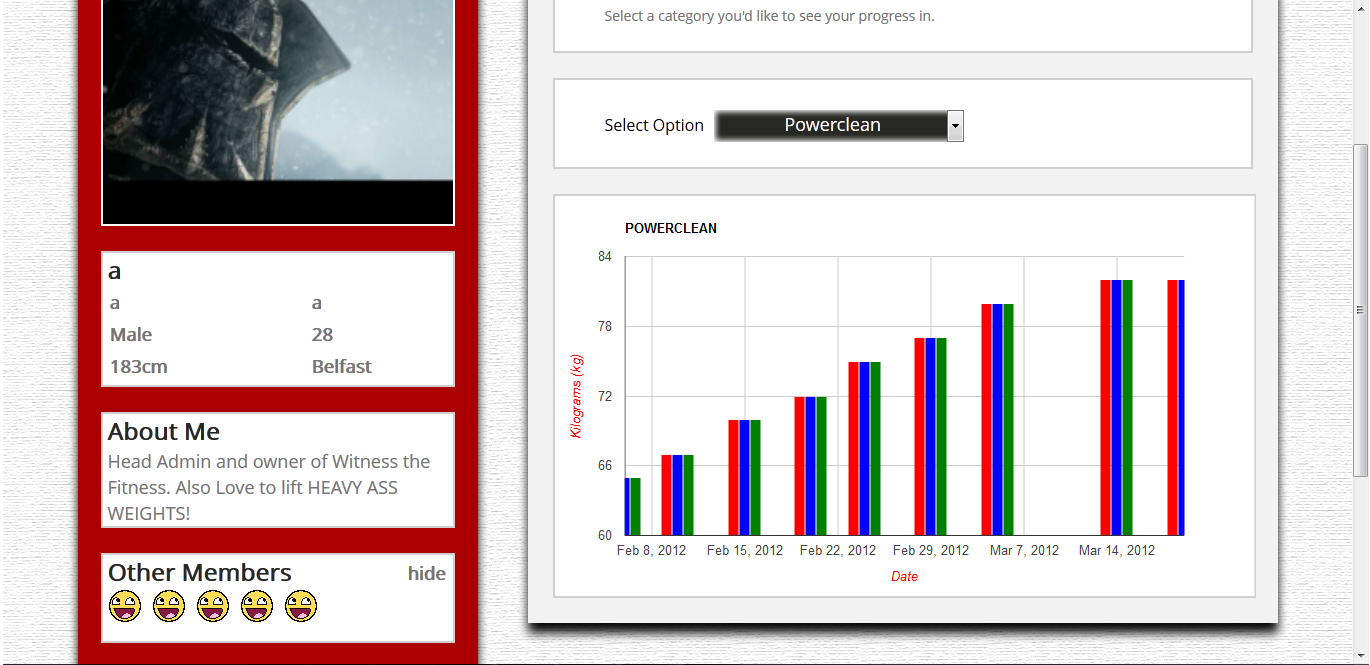 a
a a
Male 28
183cm Belfast
About Me
Head Admin and owner of Witness the
Fitness. Also Love to lift HEAVY ASS
WEIGHTS!
Other Members hide
Select a category you'd like to see your progress in.
Select Option Powerclean
POWERCLEAN
84
78
72
66
60
Kilograms (kg)
Feb 8, 2012 Feb 15, 2012 Feb 22, 2012 Feb 29, 2012 Mar 7, 2012 Mar 14, 2012
Date